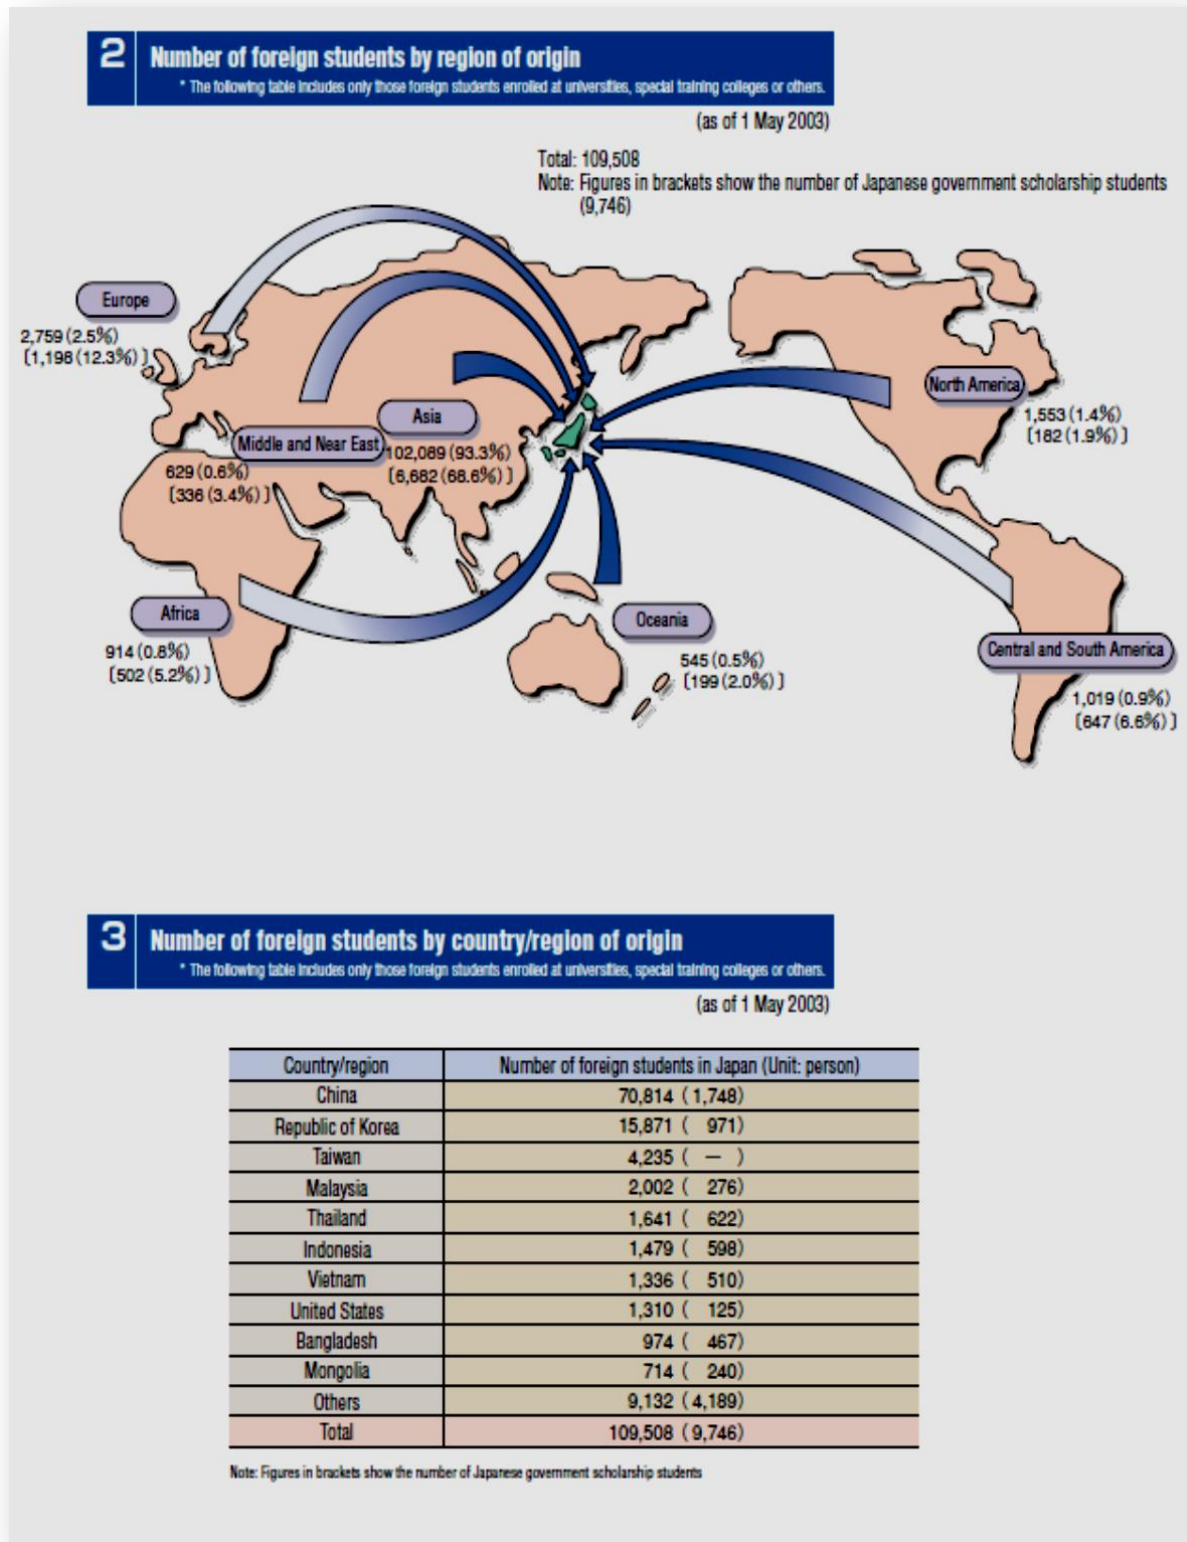 2 Number of foreign students by region of origin
* The following table includes only those foreign students enrolled at universities, special training colleges or others.
(as of 1 May 2003)
Total: 109,508
Note: Figures in brackets show the number of Japanese government scholarship students
(9,746)
Europe
2,759 (2.5%)
[1,198 (12.3%)]
North America
1,553 (1.4%)
[182 (1.9%)]
Asia
102,089 (93.3%)
[6,682 (68.6%)]
Middle and Near East
629 (0.6%)
[336 (3.4%)]
Africa
914 (0.8%)
[502 (5.2%)]
Oceania
545 (0.5%)
[199 (2.0%)]
Central and South America
1,019 (0.9%)
[647 (6.6%)]
3 Number of foreign students by country/region of origin
* The following table includes only those foreign students enrolled at universities, special training colleges or others.
(as of 1 May 2003)
Country/region Number of foreign students in Japan (Unit: person)
China 70,814 (1,748)
Republic of Korea 15,871 ( 971)
Taiwan 4,235 ( — )
Malaysia 2,002 ( 276)
Thailand 1,641 ( 622)
Indonesia 1,479 ( 598)
Vietnam 1,336 ( 510)
United States 1,310 ( 125)
Bangladesh 974 ( 467)
Mongolia 714 ( 240)
Others 9,132 (4,189)
Total 109,508 (9,746)
Note: Figures in brackets show the number of Japanese government scholarship students